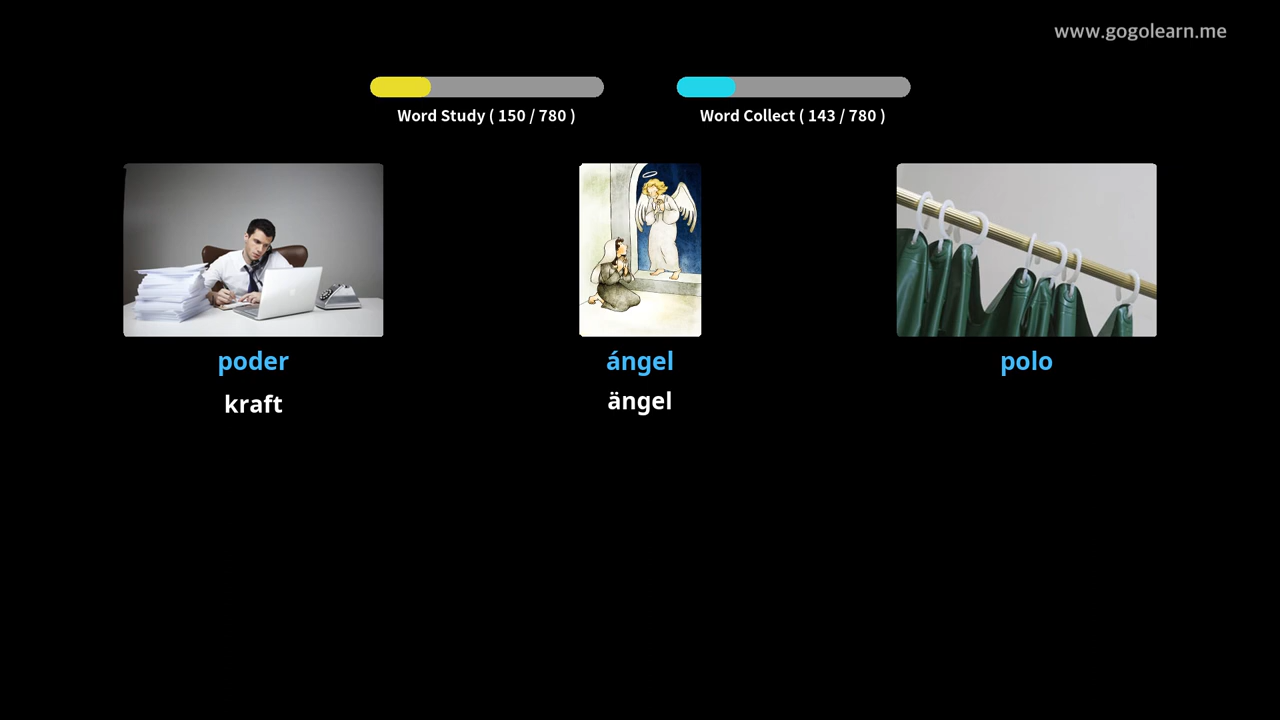 www.gogolearn.me
Word Study ( 150 / 780 )
Word Collect ( 143 / 780 )
poder
ángel
polo
kraft
ängel